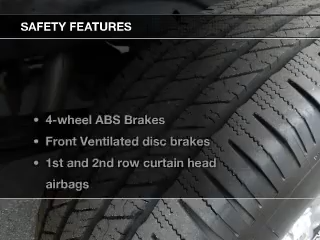 SAFETY FEATURES
• 4-wheel ABS Brakes
• Front Ventilated disc brakes
• 1st and 2nd row curtain head
airbags